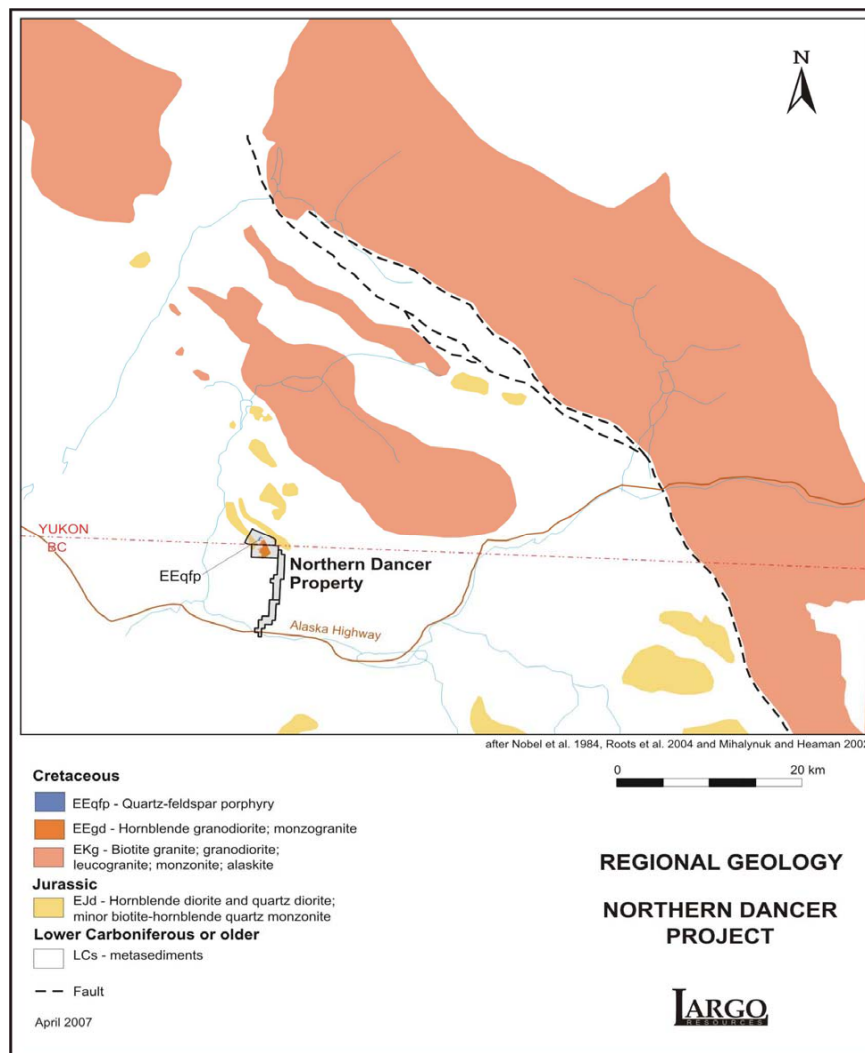 N
YUKON
BC
EEqfp
Northern Dancer
Property
Alaska Highway
after Nobel et al. 1984, Roots et al. 2004 and Mihalynuk and Heaman 2002
Cretaceous
EEqfp - Quartz-feldspar porphyry
EEgd - Hornblende granodiorite; monzogranite
EKg - Biotite granite; granodiorite;
leucogranite; monzonite; alaskite
Jurassic
EJd - Hornblende diorite and quartz diorite;
minor biotite-hornblende quartz monzonite
Lower Carboniferous or older
LCs - metasediments
Fault
April 2007
0 20 km
REGIONAL GEOLOGY
NORTHERN DANCER
PROJECT
LARGO
RESOURCES